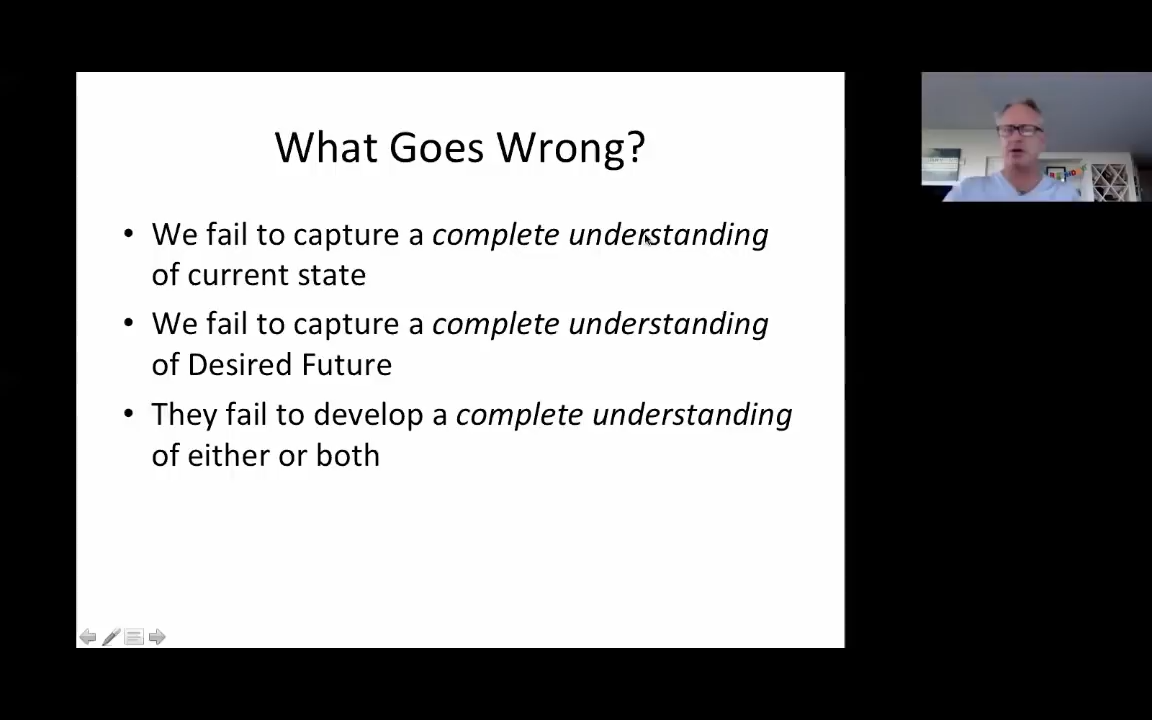 What Goes Wrong?
• We fail to capture a complete understanding
of current state
• We fail to capture a complete understanding
of Desired Future
• They fail to develop a complete understanding
of either or both